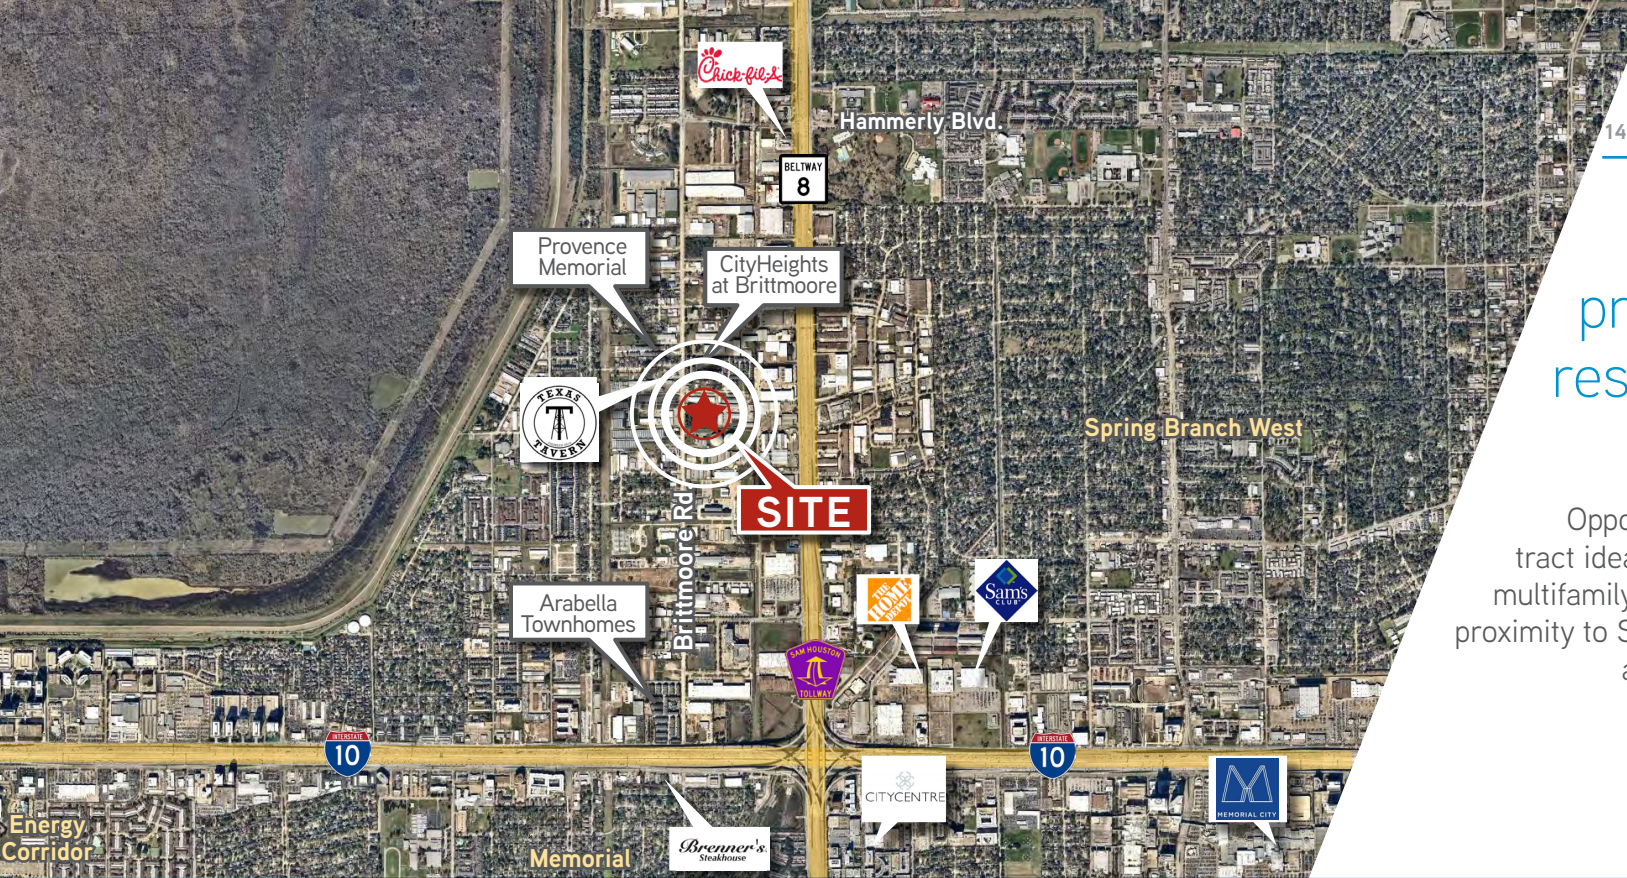 Chick-fil-A
Hammerly Blvd.
14
BELTWAY
8
Provence
Memorial
CityHeights
at Brittmoore
TEXAS
TAVERN
Spring Branch West
SITE
Brittmoore Rd
Arabella
Townhomes
THE
HOME
DEPOT
Sam's
CLUB
SAM HOUSTON
TOLLWAY
INTERSTATE
10
INTERSTATE
10
CITYCENTRE
MEMORIAL CITY
Energy
Corridor
Memorial
Brenner's
Steakhouse
pr
res
Oppo
tract idea
multifamily
proximity to S
a